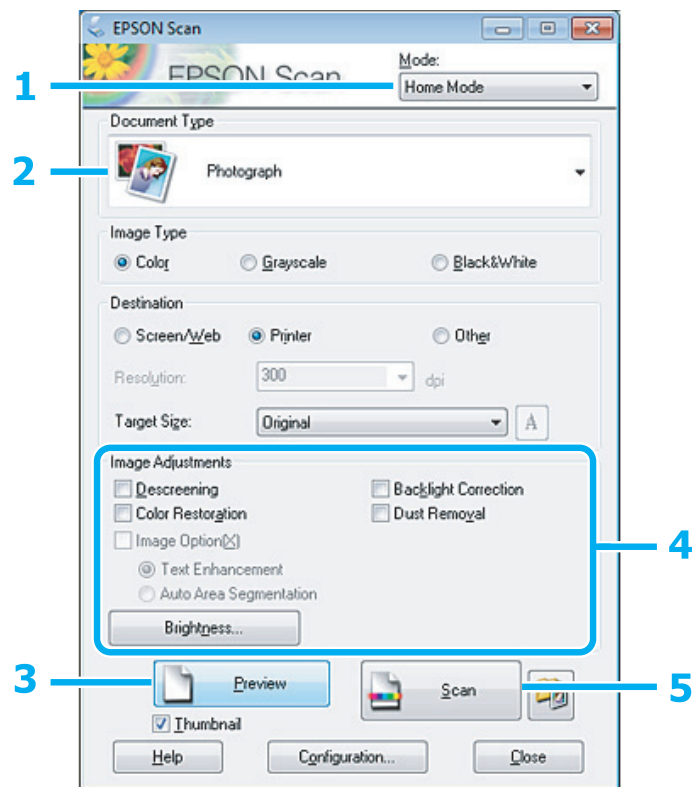 EPSON Scan
EPSON Scan
Mode:
1
Home Mode
Document Type
2
Photograph
Image Type
Color
Grayscale
Black&White
Destination
Screen/Web
Printer
Other
Resolution:
300
dpi
Target Size:
Original
A
Image Adjustments
Descreening
Backlight Correction
Color Restoration
Dust Removal
Image Option(X)
4
Text Enhancement
Auto Area Segmentation
Brightness...
3
Preview
Scan
5
Thumbnail
Help
Configuration...
Close